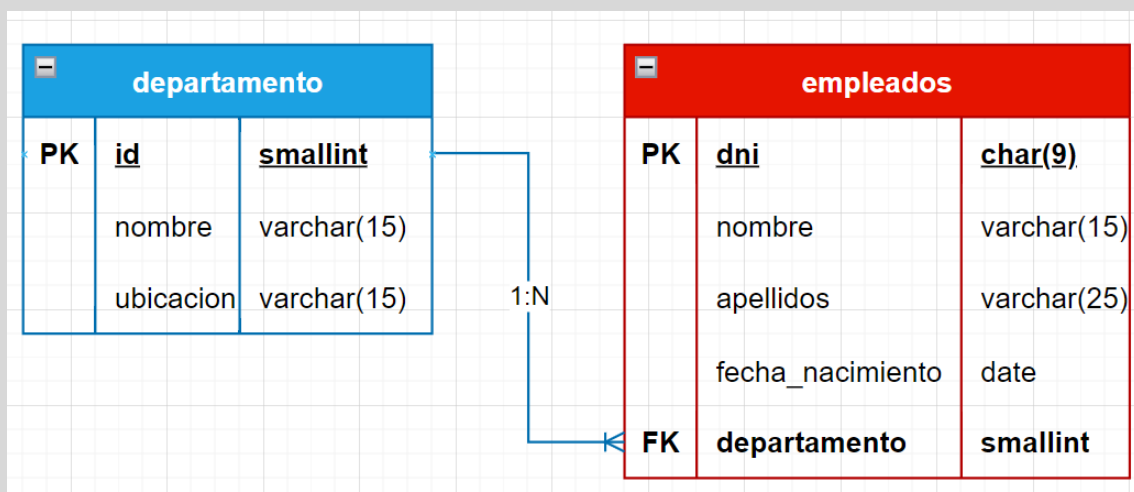 departamento
PK id smallint
nombre varchar(15)
ubicacion varchar(15)
1:N
empleados
PK dni char(9)
nombre varchar(15)
apellidos varchar(25)
fecha_nacimiento date
FK departamento smallint